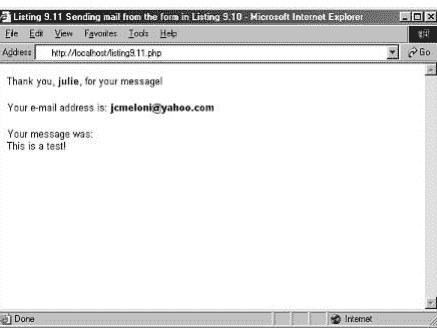 Listing 9.11 Sending mail from the form in Listing 9.10 - Microsoft Internet Explorer
File Edit View Favorites Tools Help
Address http://localhost/listing9.11.php Go
Thank you, julie, for your message!
Your e-mail address is: jcmeloni@yahoo.com
Your message was:
This is a test!
Done Internet